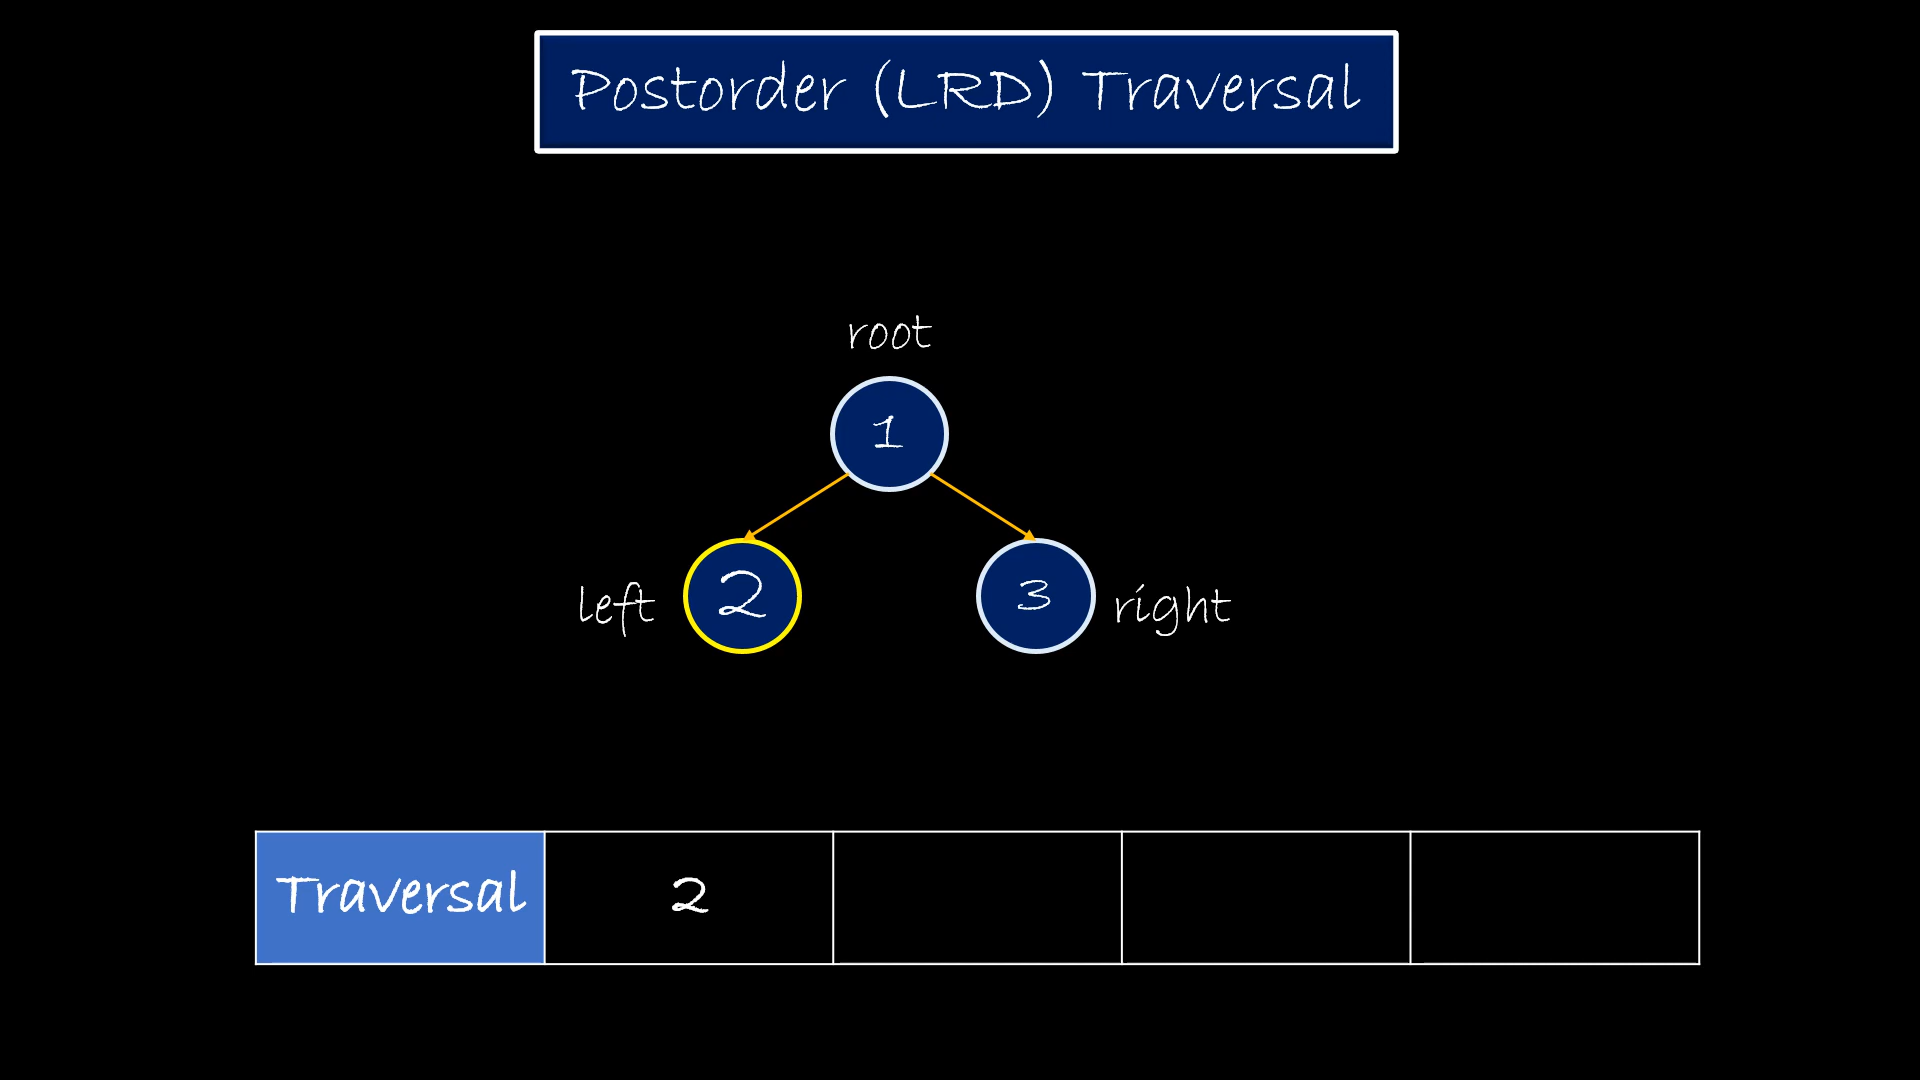 Postorder (LRD) Traversal
root
1
left
2
3
right
Traversal
2